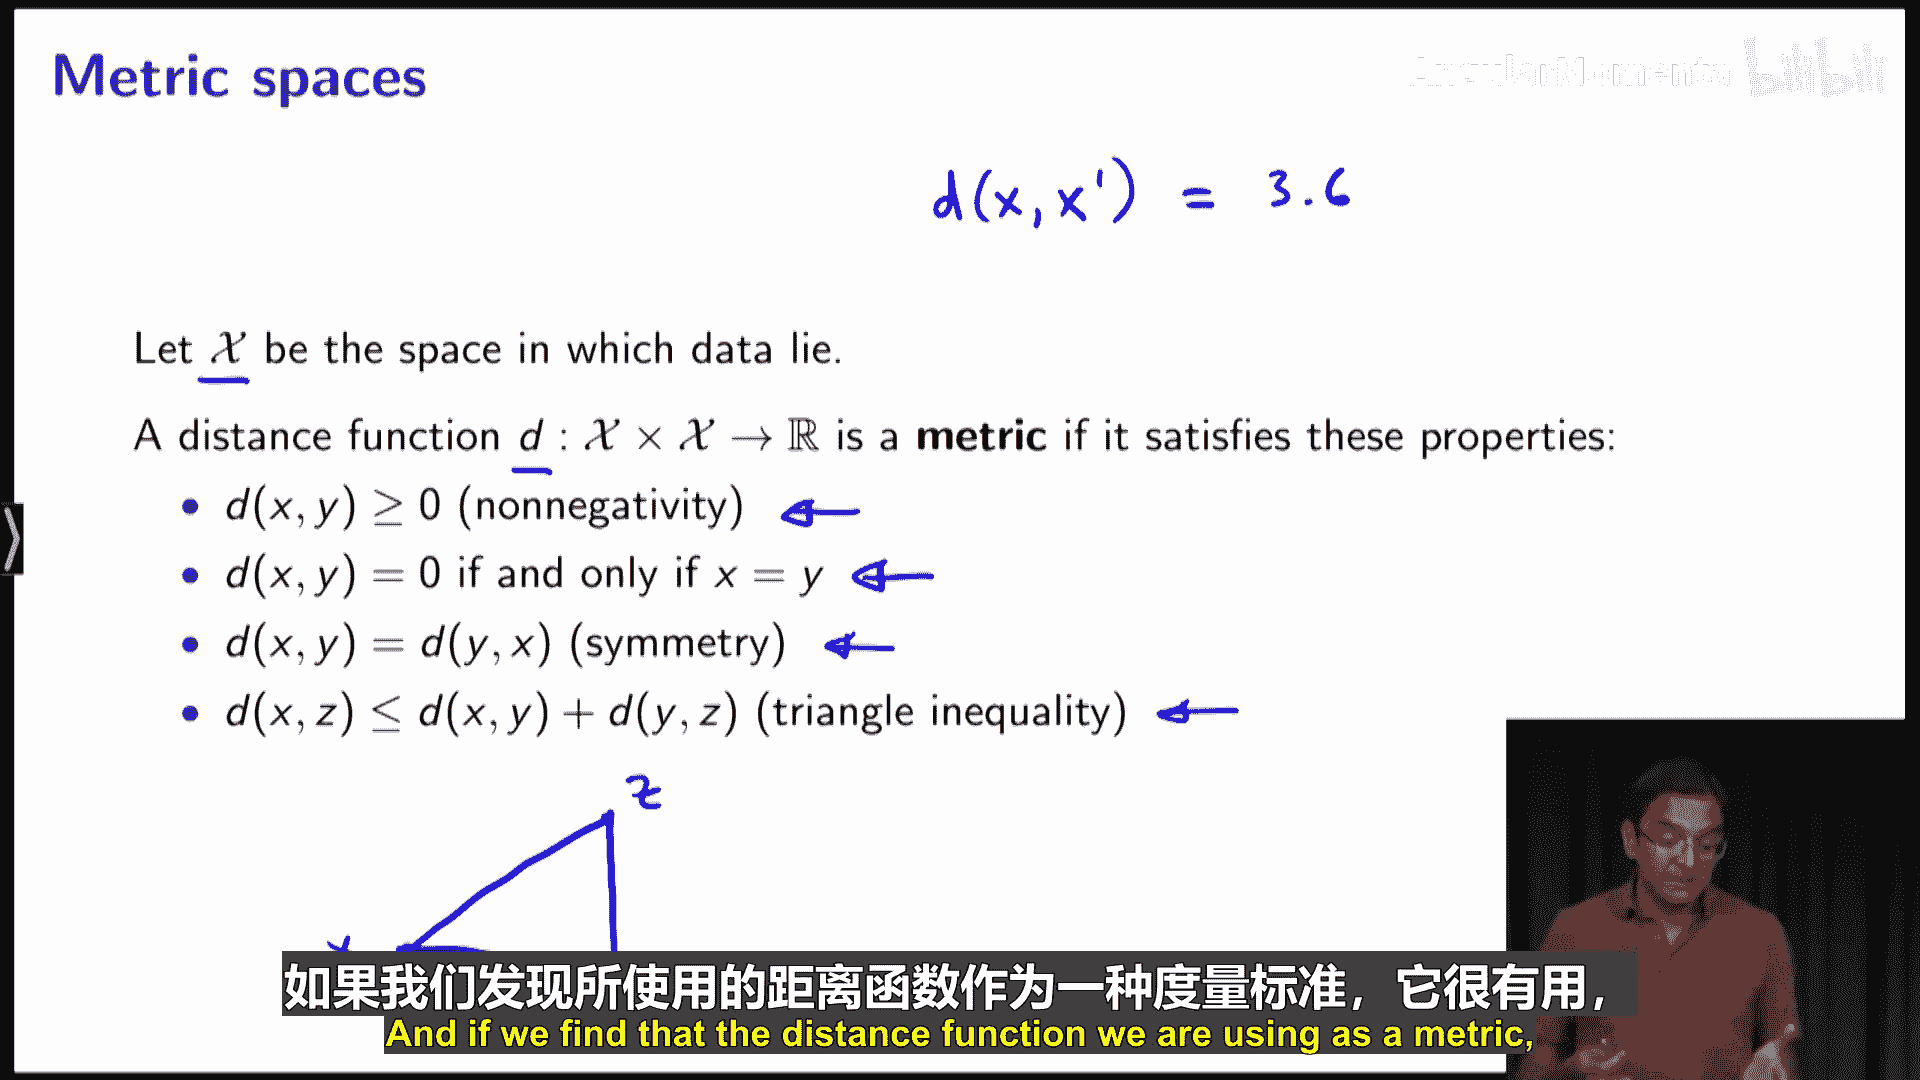 Metric spaces
bilibili
d(x, x') = 3.6
Let 𝒳 be the space in which data lie.
A distance function d : 𝒳 × 𝒳 → ℝ is a metric if it satisfies these properties:
• d(x, y) ≥ 0 (nonnegativity)
• d(x, y) = 0 if and only if x = y
• d(x, y) = d(y, x) (symmetry)
• d(x, z) ≤ d(x, y) + d(y, z) (triangle inequality)
z
如果我们发现所使用的距离函数作为一种度量标准，它很有用，
And if we find that the distance function we are using as a metric,